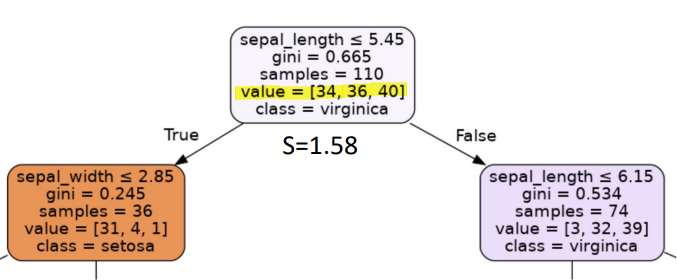 sepal_length ≤ 5.45
gini = 0.665
samples = 110
value = [34, 36, 40]
class = virginica
True
False
S=1.58
sepal_width ≤ 2.85
gini = 0.245
samples = 36
value = [31, 4, 1]
class = setosa
sepal_length ≤ 6.15
gini = 0.534
samples = 74
value = [3, 32, 39]
class = virginica